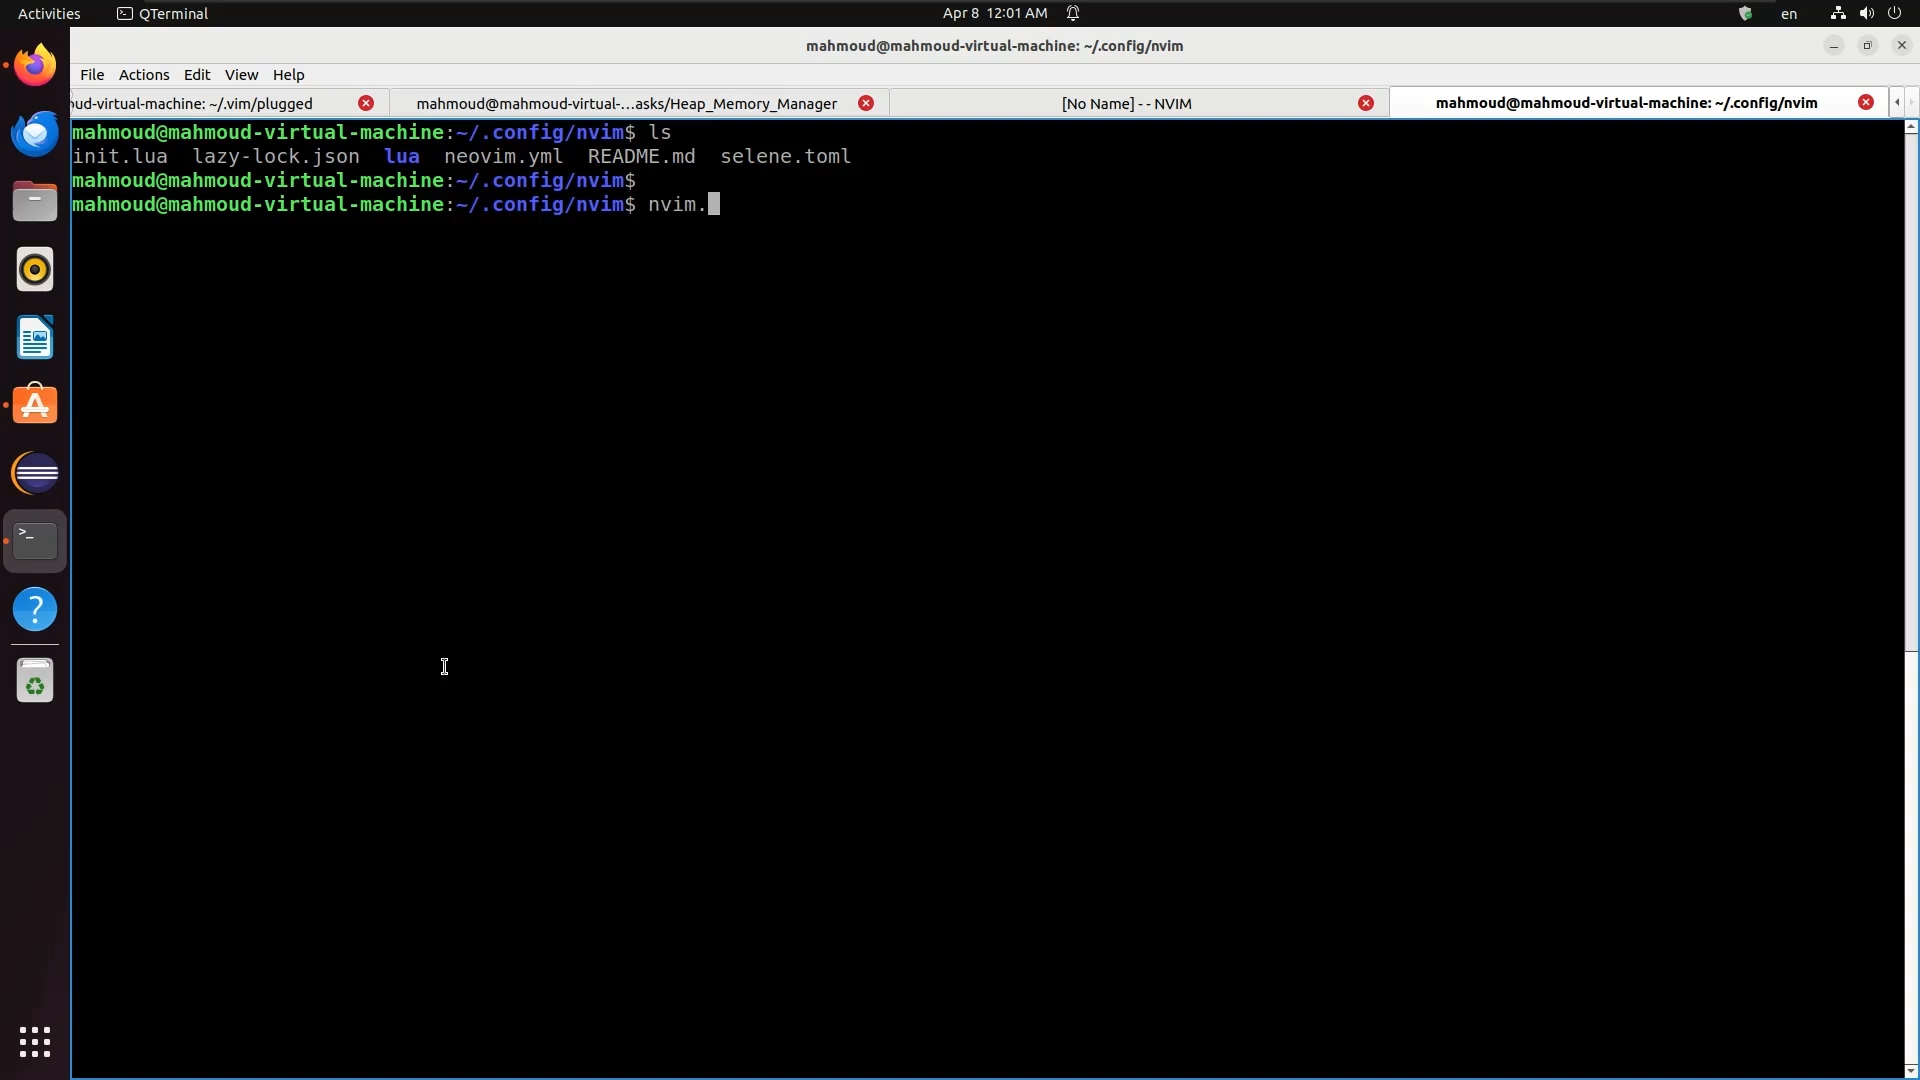 Activities QTerminal Apr 8 12:01 AM en
mahmoud@mahmoud-virtual-machine: ~/.config/nvim
File Actions Edit View Help
oud-virtual-machine: ~/.vim/plugged mahmoud@mahmoud-virtual-...asks/Heap_Memory_Manager [No Name] - - NVIM mahmoud@mahmoud-virtual-machine: ~/.config/nvim
mahmoud@mahmoud-virtual-machine:~/.config/nvim$ ls
init.lua lazy-lock.json lua neovim.yml README.md selene.toml
mahmoud@mahmoud-virtual-machine:~/.config/nvim$
mahmoud@mahmoud-virtual-machine:~/.config/nvim$ nvim.